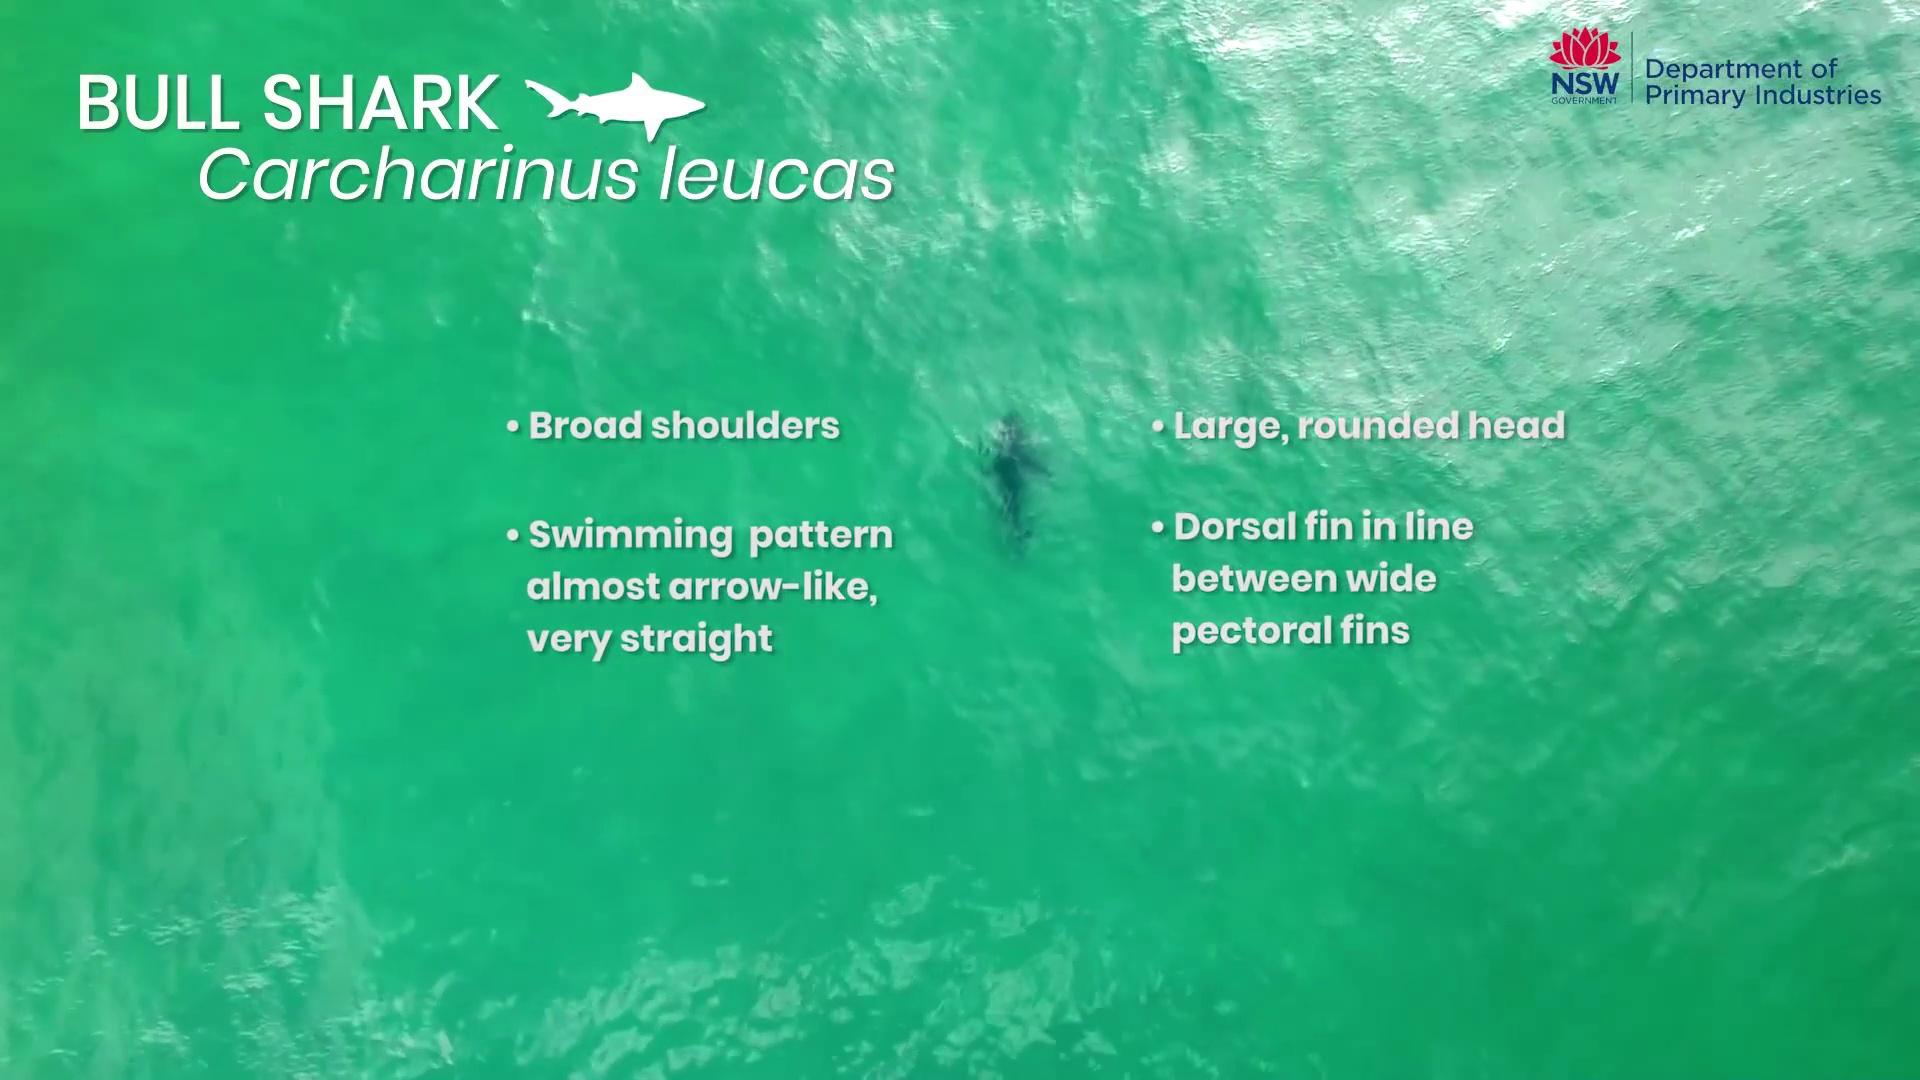 BULL SHARK
Carcharinus leucas
NSW
GOVERNMENT
Department of
Primary Industries
• Broad shoulders
• Swimming pattern
almost arrow-like,
very straight
• Large, rounded head
• Dorsal fin in line
between wide
pectoral fins